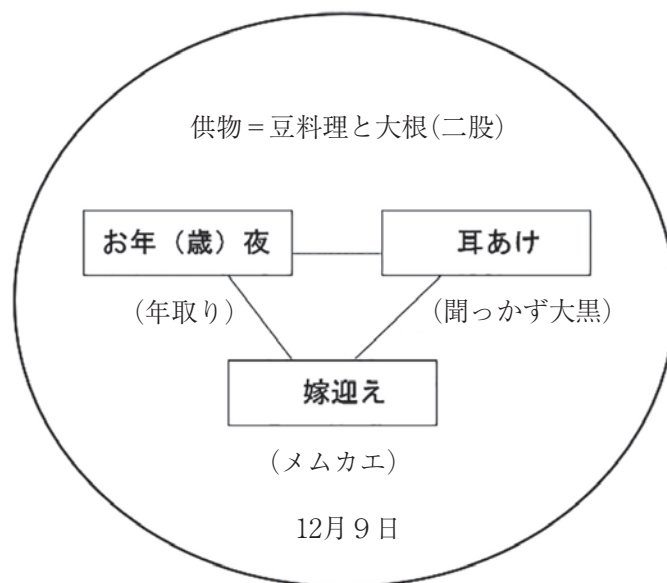 供物＝豆料理と大根(二股)
お年（歳）夜
耳あけ
(年取り)
(聞っかず大黒)
嫁迎え
(メムカエ)
12月９日